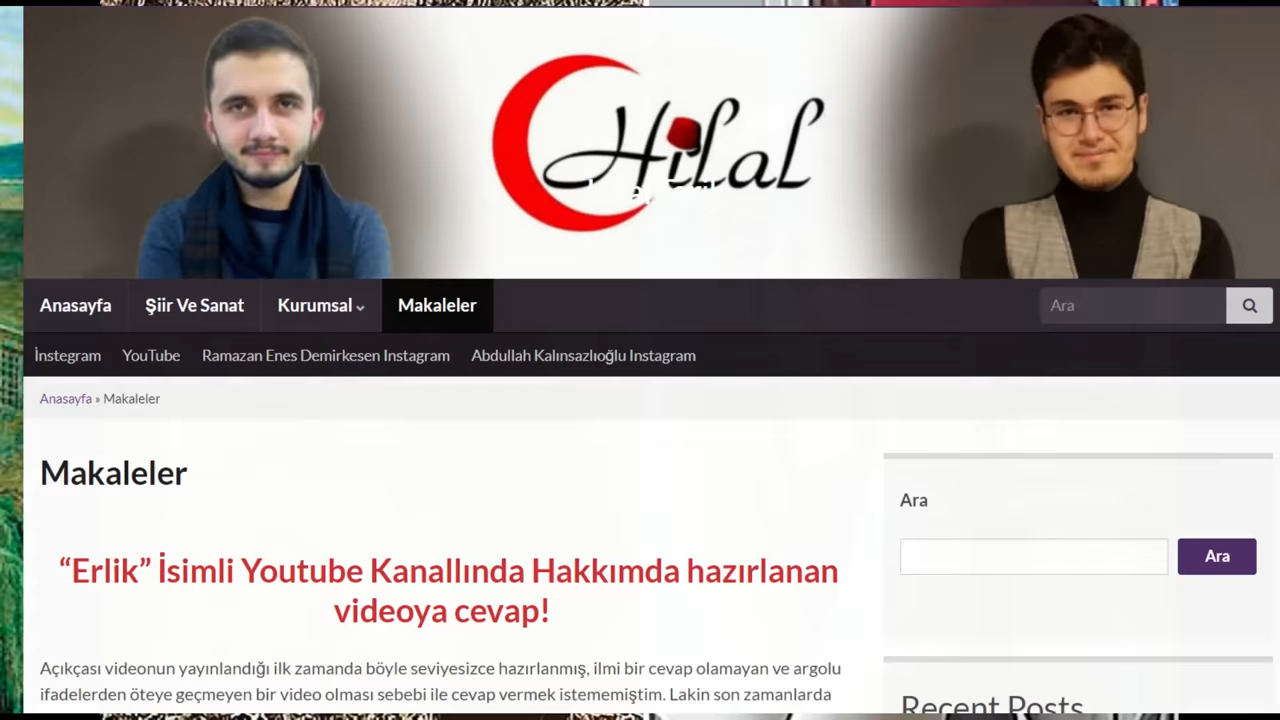 Hilal
Anasayfa
Şiir Ve Sanat
Kurumsal
Makaleler
Ara
İnstegram
YouTube
Ramazan Enes Demirkesen Instagram
Abdullah Kalınsazlıoğlu Instagram
Anasayfa » Makaleler
Makaleler
“Erlik” İsimli Youtube Kanallında Hakkımda hazırlanan
videoya cevap!
Açıkçası videonun yayınlandığı ilk zamanda böyle seviyesizce hazırlanmış, ilmi bir cevap olamayan ve argolu
ifadelerden öteye geçmeyen bir video olması sebebi ile cevap vermek istememiştim. Lakin son zamanlarda
Ara
Ara
Recent Posts